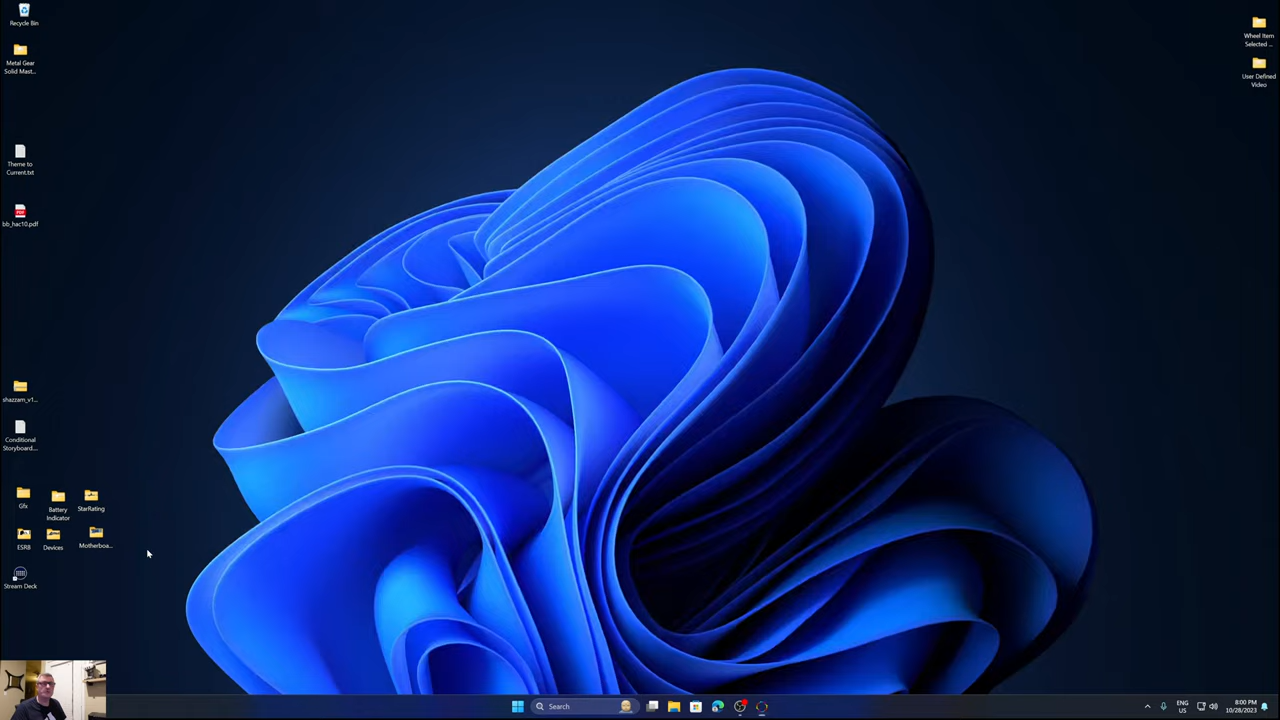 Recycle Bin
Metal Gear
Solid Mast...
Theme to
Current.txt
PDF
bb_hac10.pdf
shazzam_v1...
Conditional
Storyboard....
Gfx
Battery
Indicator
StarRating
ESRB
Devices
Motherboa...
Stream Deck
Wheel Item
Selected ...
User Defined
Video
Search
ENG
US
8:00 PM
10/28/2023